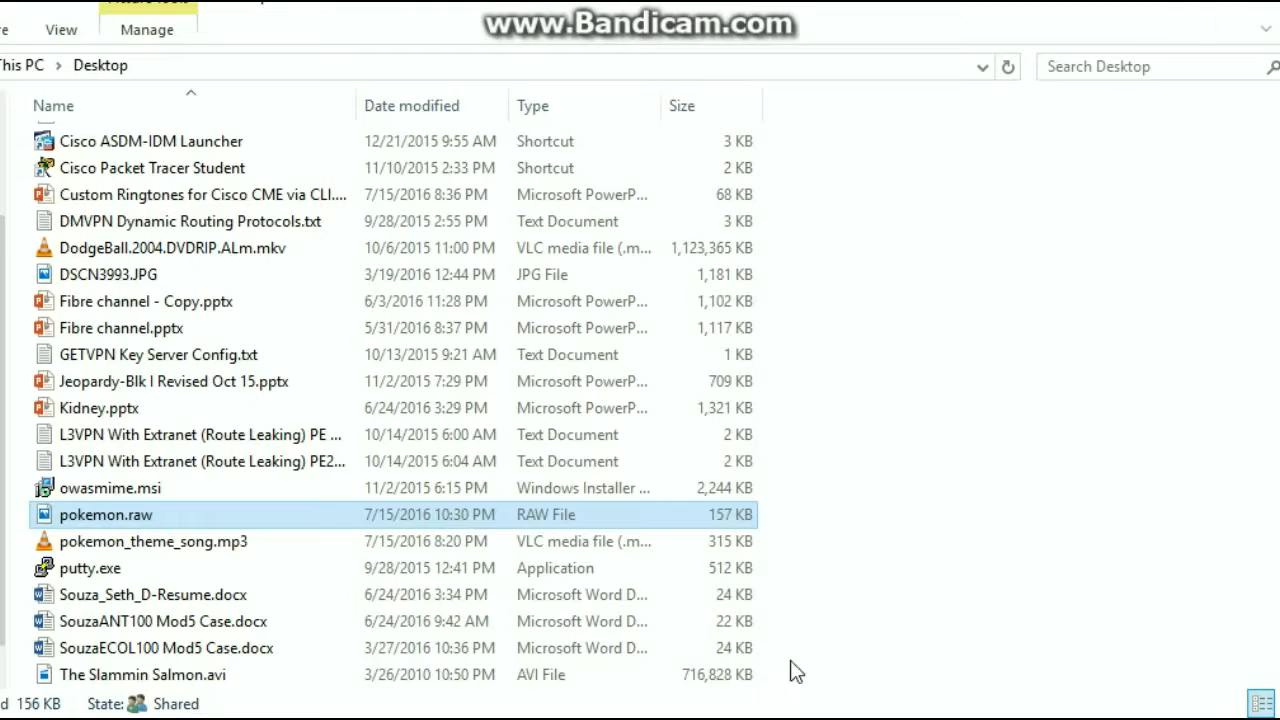 www.Bandicam.com
View Manage
This PC > Desktop Search Desktop
Name Date modified Type Size
Cisco ASDM-IDM Launcher 12/21/2015 9:55 AM Shortcut 3 KB
Cisco Packet Tracer Student 11/10/2015 2:33 PM Shortcut 2 KB
Custom Ringtones for Cisco CME via CLI.... 7/15/2016 8:36 PM Microsoft PowerP... 68 KB
DMVPN Dynamic Routing Protocols.txt 9/28/2015 2:55 PM Text Document 3 KB
DodgeBall.2004.DVDRIP.ALm.mkv 10/6/2015 11:00 PM VLC media file (.m... 1,123,365 KB
DSCN3993.JPG 3/19/2016 12:44 PM JPG File 1,181 KB
Fibre channel - Copy.pptx 6/3/2016 11:28 PM Microsoft PowerP... 1,102 KB
Fibre channel.pptx 5/31/2016 8:37 PM Microsoft PowerP... 1,117 KB
GETVPN Key Server Config.txt 10/13/2015 9:21 AM Text Document 1 KB
Jeopardy-Blk I Revised Oct 15.pptx 11/2/2015 7:29 PM Microsoft PowerP... 709 KB
Kidney.pptx 6/24/2016 3:29 PM Microsoft PowerP... 1,321 KB
L3VPN With Extranet (Route Leaking) PE ... 10/14/2015 6:00 AM Text Document 2 KB
L3VPN With Extranet (Route Leaking) PE2... 10/14/2015 6:04 AM Text Document 2 KB
owasmime.msi 11/2/2015 6:15 PM Windows Installer ... 2,244 KB
pokemon.raw 7/15/2016 10:30 PM RAW File 157 KB
pokemon_theme_song.mp3 7/15/2016 8:20 PM VLC media file (.m... 315 KB
putty.exe 9/28/2015 12:41 PM Application 512 KB
Souza_Seth_D-Resume.docx 6/24/2016 3:34 PM Microsoft Word D... 24 KB
SouzaANT100 Mod5 Case.docx 6/24/2016 9:42 AM Microsoft Word D... 22 KB
SouzaECOL100 Mod5 Case.docx 3/27/2016 10:36 PM Microsoft Word D... 24 KB
The Slammin Salmon.avi 3/26/2010 10:50 PM AVI File 716,828 KB
156 KB State: Shared